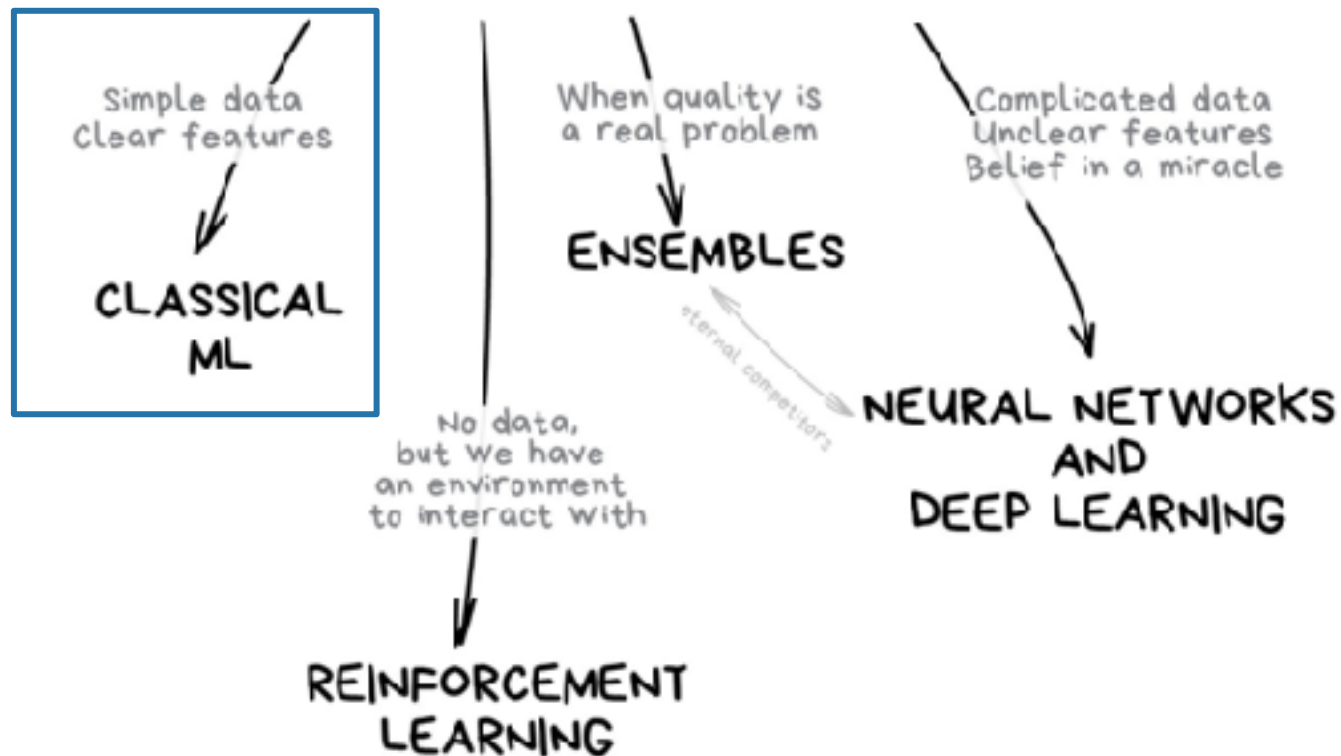 Simple data
Clear features
CLASSICAL
ML
No data,
but we have
an environment
to interact with
REINFORCEMENT
LEARNING
When quality is
a real problem
ENSEMBLES
eternal competitors
Complicated data
Unclear features
Belief in a miracle
NEURAL NETWORKS
AND
DEEP LEARNING